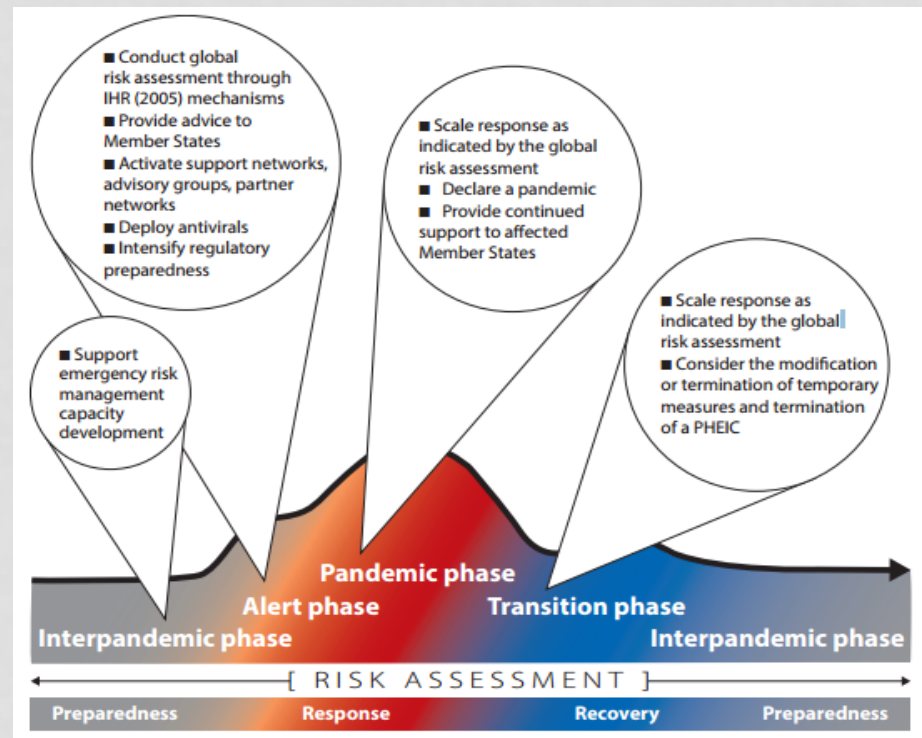 ■ Conduct global
risk assessment through
IHR (2005) mechanisms
■ Provide advice to
Member States
■ Activate support networks,
advisory groups, partner
networks
■ Deploy antivirals
■ Intensify regulatory
preparedness
■ Scale response as
indicated by the global
risk assessment
■ Declare a pandemic
■ Provide continued
support to affected
Member States
■ Scale response as
indicated by the global
risk assessment
■ Consider the modification
or termination of temporary
measures and termination
of a PHEIC
■ Support
emergency risk
management
capacity
development
Pandemic phase
Alert phase
Transition phase
Interpandemic phase
Interpandemic phase
[ RISK ASSESSMENT ]
Preparedness
Response
Recovery
Preparedness